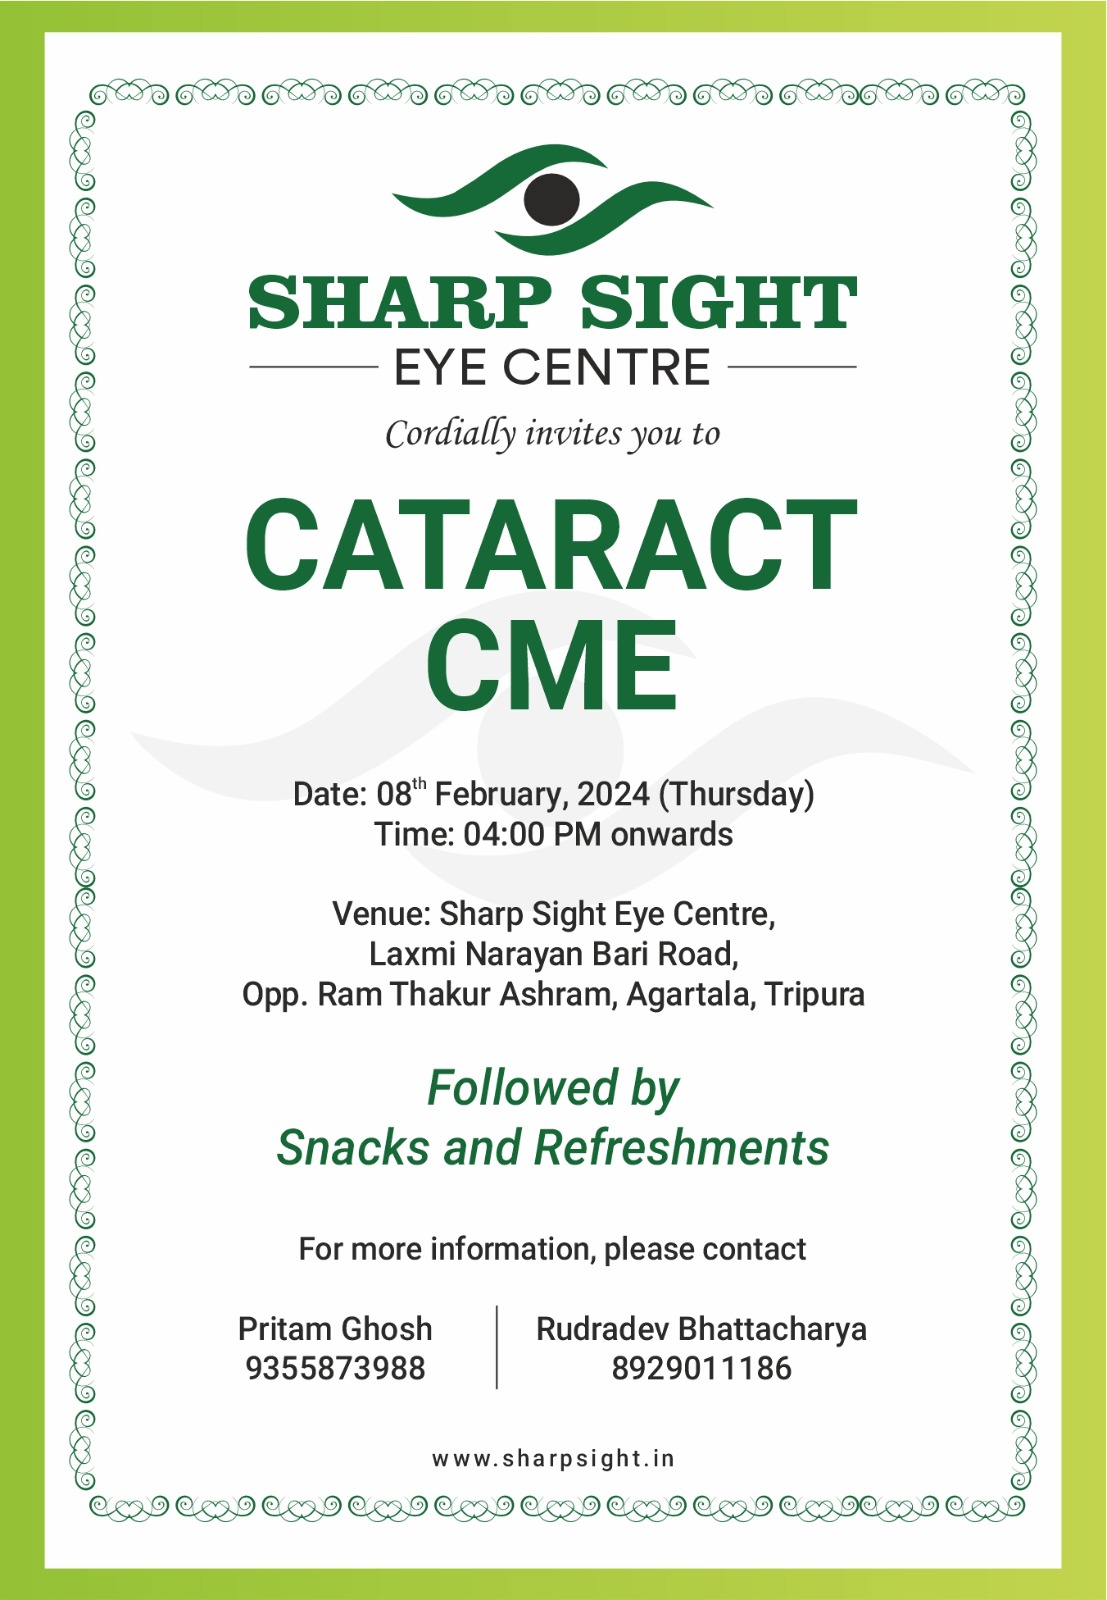 SHARP SIGHT
EYE CENTRE
Cordially invites you to
CATARACT
CME
Date: 08th February, 2024 (Thursday)
Time: 04:00 PM onwards
Venue: Sharp Sight Eye Centre,
Laxmi Narayan Bari Road,
Opp. Ram Thakur Ashram, Agartala, Tripura
Followed by
Snacks and Refreshments
For more information, please contact
Pritam Ghosh
9355873988
Rudradev Bhattacharya
8929011186
www.sharpsight.in